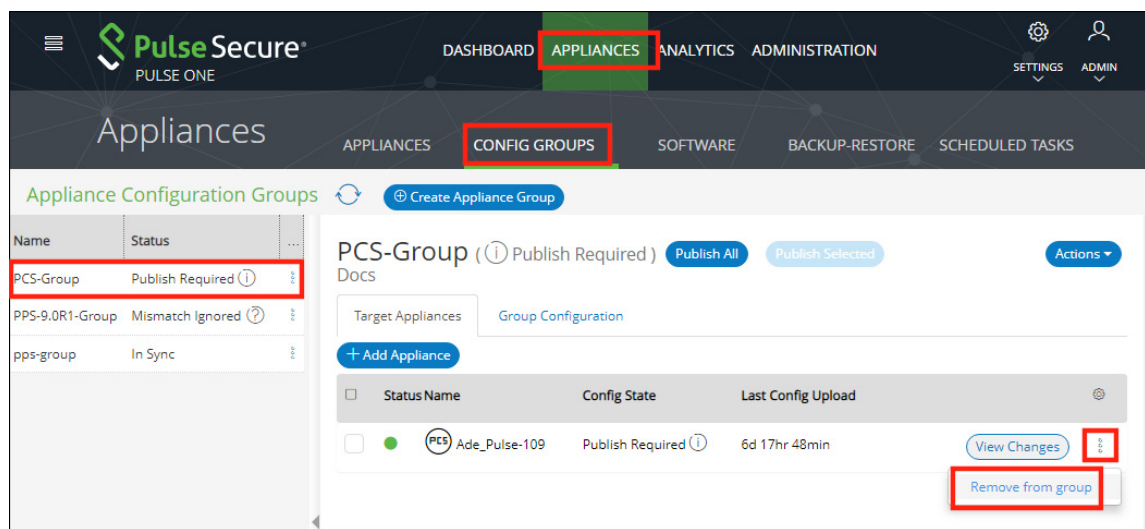 Pulse Secure®
PULSE ONE
DASHBOARD APPLIANCES ANALYTICS ADMINISTRATION
SETTINGS ADMIN
Appliances
APPLIANCES CONFIG GROUPS SOFTWARE BACKUP-RESTORE SCHEDULED TASKS
Appliance Configuration Groups
Create Appliance Group
Name Status ...
PCS-Group Publish Required (i)
PPS-9.0R1-Group Mismatch Ignored (?)
pps-group In Sync
PCS-Group ( (i) Publish Required ) Publish All Publish Selected Actions
Docs
Target Appliances Group Configuration
+ Add Appliance
Status Name Config State Last Config Upload
PCS Ade_Pulse-109 Publish Required (i) 6d 17hr 48min View Changes
Remove from group